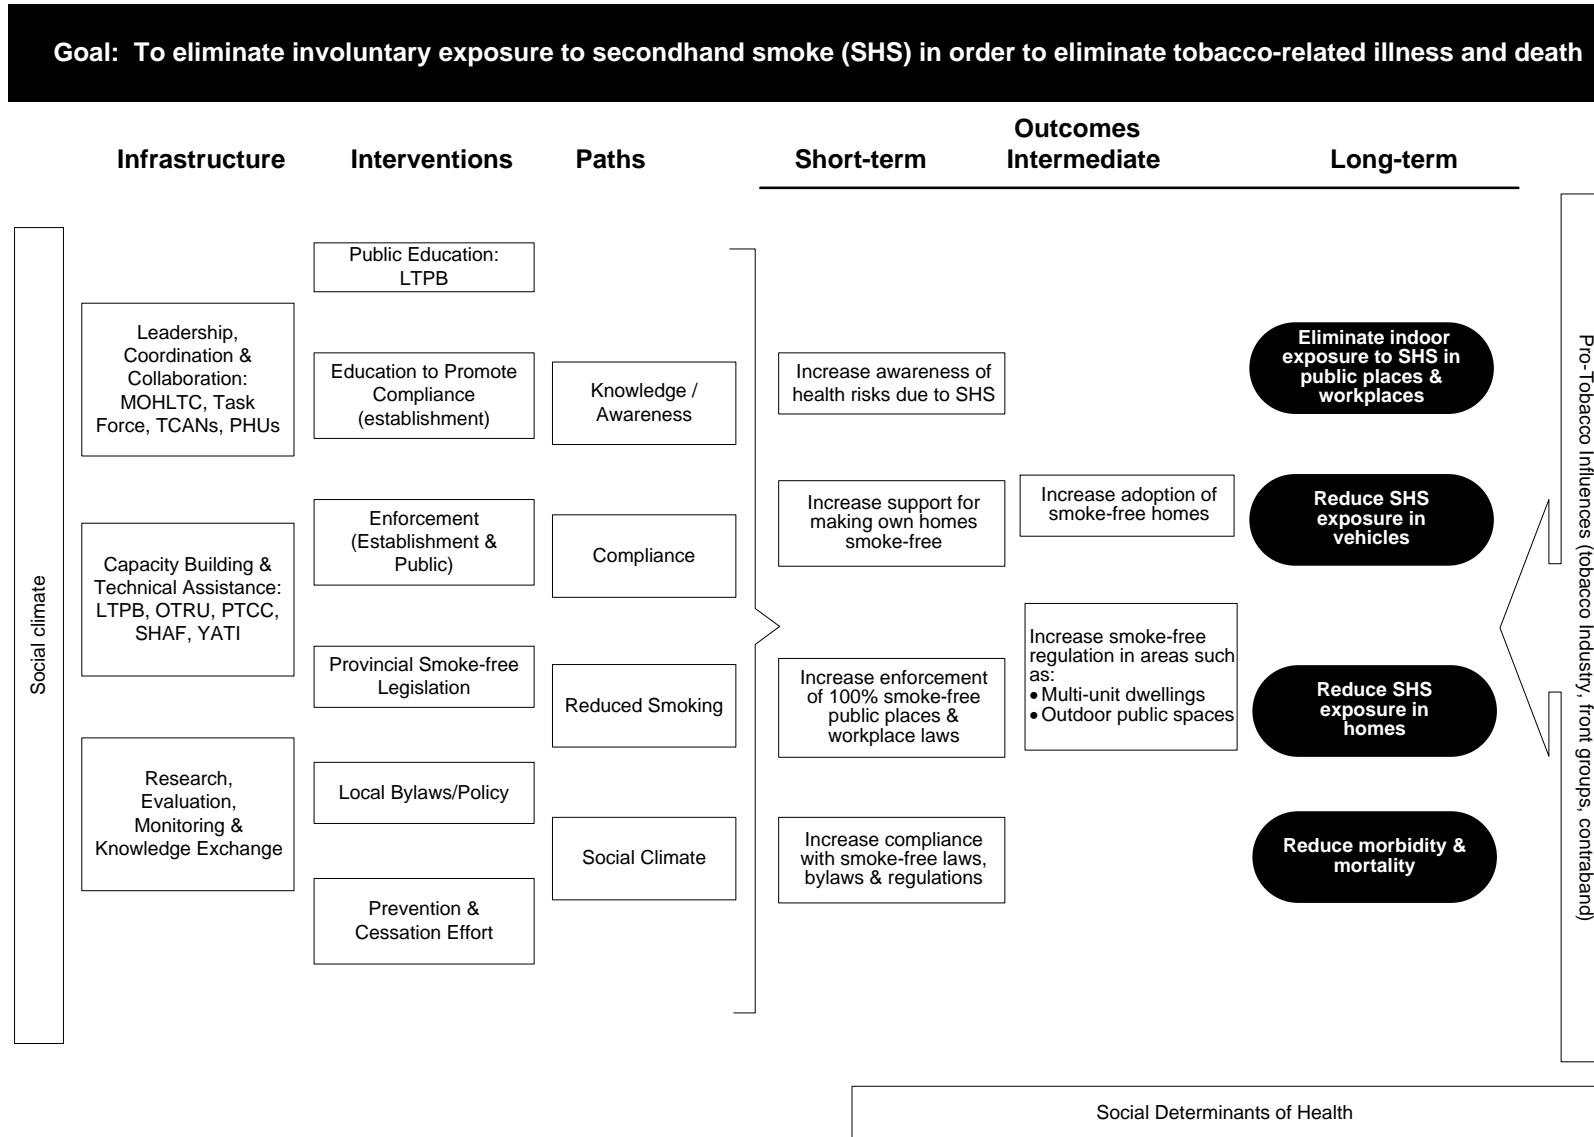 Goal: To eliminate involuntary exposure to secondhand smoke (SHS) in order to eliminate tobacco-related illness and death
Outcomes
Infrastructure
Interventions
Paths
Short-term
Intermediate
Long-term
Social climate
Leadership,
Coordination &
Collaboration:
MOHLTC, Task
Force, TCANs, PHUs
Capacity Building &
Technical Assistance:
LTPB, OTRU, PTCC,
SHAF, YATI
Research,
Evaluation,
Monitoring &
Knowledge Exchange
Public Education:
LTPB
Education to Promote
Compliance
(establishment)
Enforcement
(Establishment &
Public)
Provincial Smoke-free
Legislation
Local Bylaws/Policy
Prevention &
Cessation Effort
Knowledge /
Awareness
Compliance
Reduced Smoking
Social Climate
Increase awareness of
health risks due to SHS
Increase support for
making own homes
smoke-free
Increase enforcement
of 100% smoke-free
public places &
workplace laws
Increase compliance
with smoke-free laws,
bylaws & regulations
Increase adoption of
smoke-free homes
Increase smoke-free
regulation in areas such
as:
• Multi-unit dwellings
• Outdoor public spaces
Eliminate indoor
exposure to SHS in
public places &
workplaces
Reduce SHS
exposure in
vehicles
Reduce SHS
exposure in
homes
Reduce morbidity &
mortality
Pro-Tobacco Influences (tobacco Industry, front groups, contraband)
Social Determinants of Health